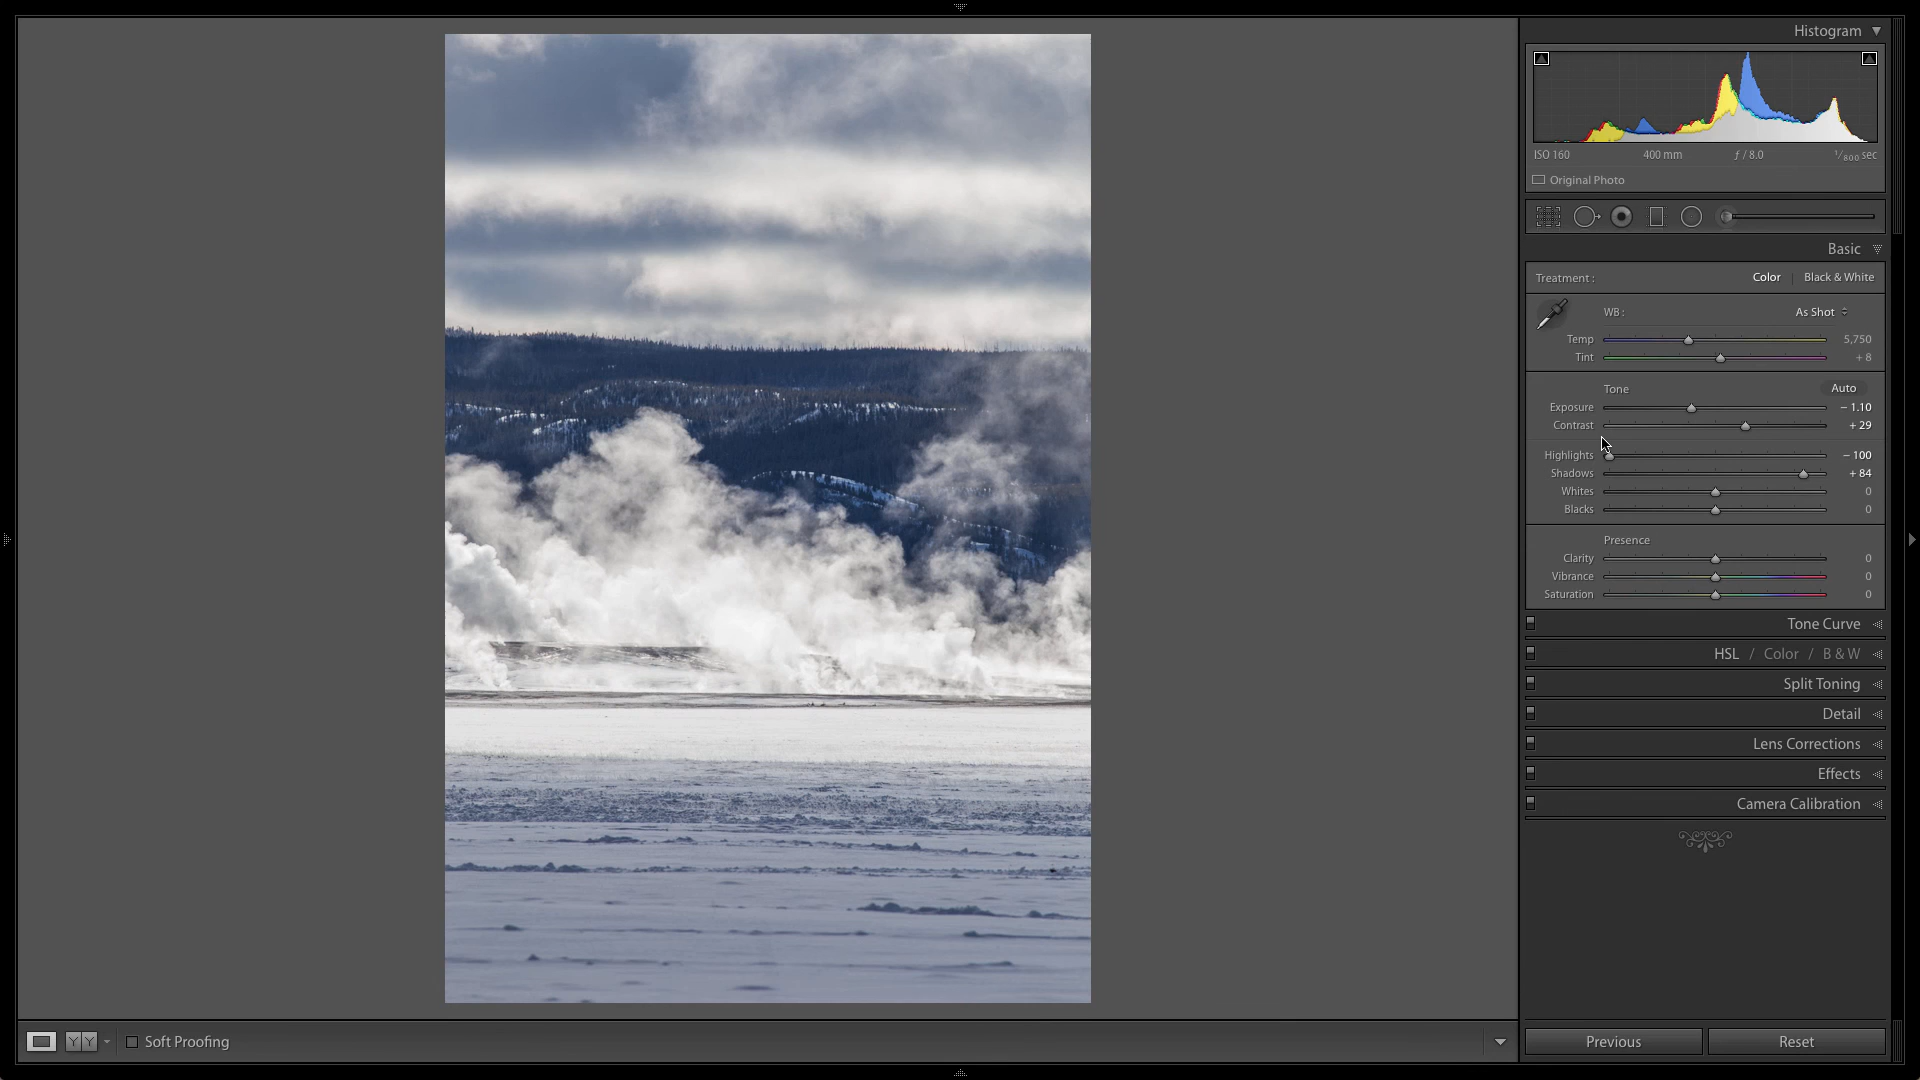 Histogram
ISO 160 400 mm ƒ / 8.0 1/800 sec
Original Photo
Basic
Treatment : Color Black & White
WB : As Shot
Temp 5,750
Tint + 8
Tone Auto
Exposure – 1.10
Contrast + 29
Highlights – 100
Shadows + 84
Whites 0
Blacks 0
Presence
Clarity 0
Vibrance 0
Saturation 0
Tone Curve
HSL / Color / B & W
Split Toning
Detail
Lens Corrections
Effects
Camera Calibration
YY Soft Proofing
Previous Reset